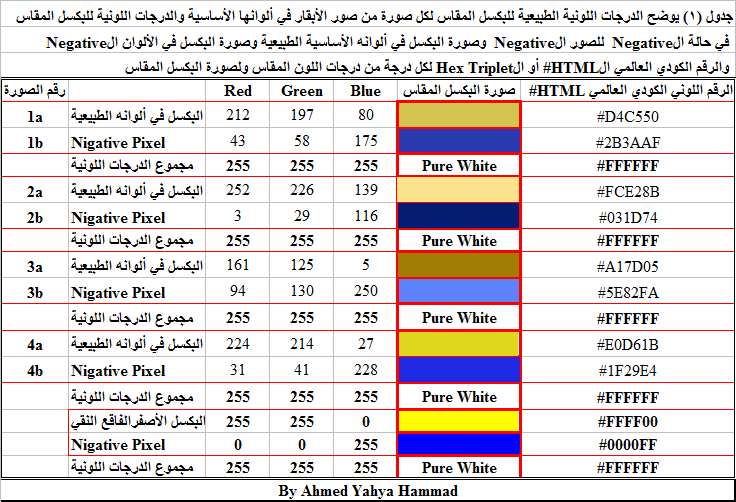 جدول (١) يوضح الدرجات اللونية الطبيعية للبكسل المقاس لكل صورة من صور الأبقار في ألوانها الأساسية والدرجات اللونية للبكسل المقاس
في حالة الNegative للصور الNegative وصورة البكسل في ألوانه الأساسية الطبيعية وصورة البكسل في الألوان الNegative
والرقم الكودي العالمي الHTML# أو الHex Triplet لكل درجة من درجات اللون المقاس ولصورة البكسل المقاس
رقم الصورة Red Green Blue صورة البكسل المقاس الرقم اللوني الكودي العالمي HTML#
1a البكسل في ألوانه الطبيعية 212 197 80 #D4C550
1b Nigative Pixel 43 58 175 #2B3AAF
مجموع الدرجات اللونية 255 255 255 Pure White #FFFFFF
2a البكسل في ألوانه الطبيعية 252 226 139 #FCE28B
2b Nigative Pixel 3 29 116 #031D74
مجموع الدرجات اللونية 255 255 255 Pure White #FFFFFF
3a البكسل في ألوانه الطبيعية 161 125 5 #A17D05
3b Nigative Pixel 94 130 250 #5E82FA
مجموع الدرجات اللونية 255 255 255 Pure White #FFFFFF
4a البكسل في ألوانه الطبيعية 224 214 27 #E0D61B
4b Nigative Pixel 31 41 228 #1F29E4
مجموع الدرجات اللونية 255 255 255 Pure White #FFFFFF
البكسل الأصفرالفاقع النقي 255 255 0 #FFFF00
Nigative Pixel 0 0 255 #0000FF
مجموع الدرجات اللونية 255 255 255 Pure White #FFFFFF
By Ahmed Yahya Hammad